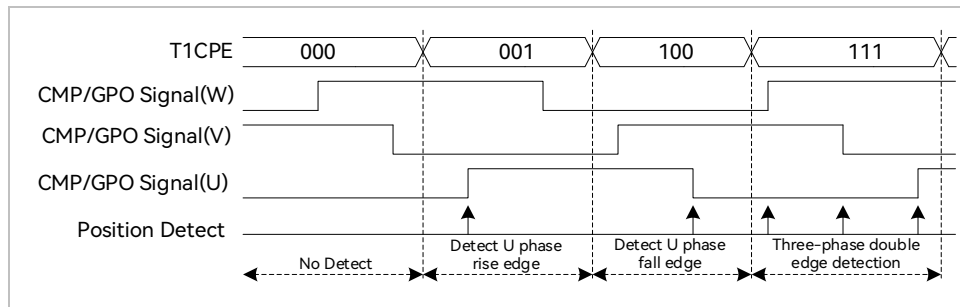 T1CPE 000 001 100 111
CMP/GPO Signal(W)
CMP/GPO Signal(V)
CMP/GPO Signal(U)
Position Detect
No Detect
Detect U phase
rise edge
Detect U phase
fall edge
Three-phase double
edge detection